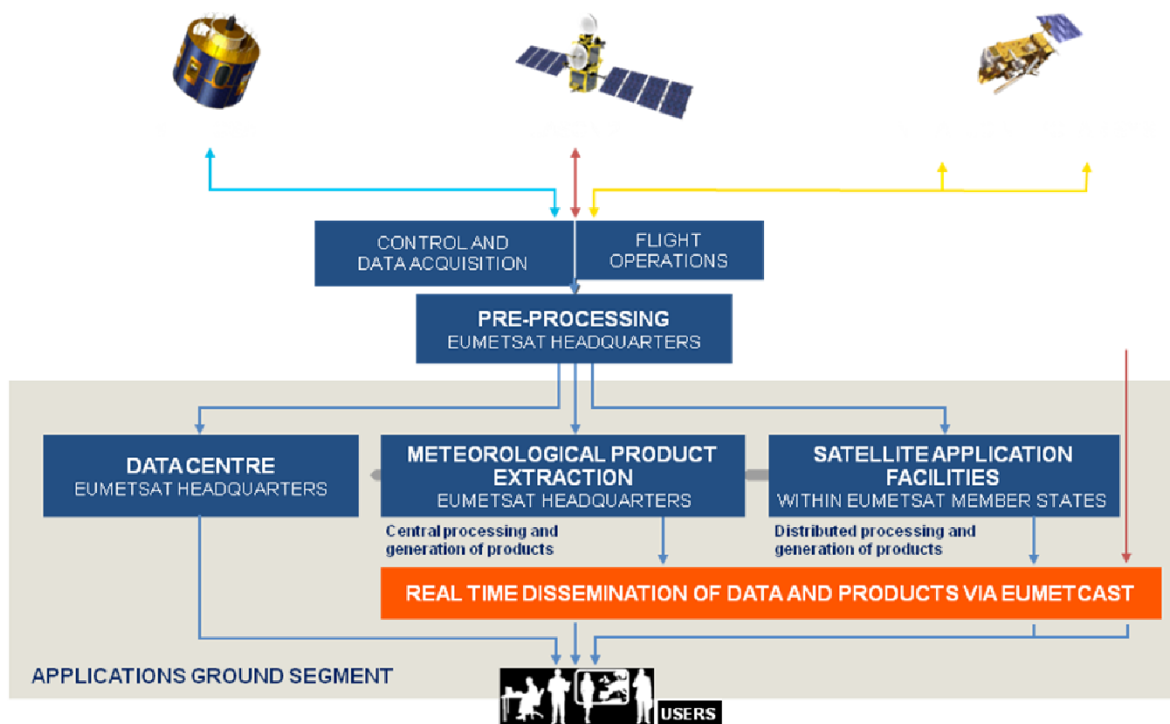 CONTROL AND
DATA ACQUISITION
FLIGHT
OPERATIONS
PRE-PROCESSING
EUMETSAT HEADQUARTERS
DATA CENTRE
EUMETSAT HEADQUARTERS
METEOROLOGICAL PRODUCT
EXTRACTION
EUMETSAT HEADQUARTERS
SATELLITE APPLICATION
FACILITIES
WITHIN EUMETSAT MEMBER STATES
Central processing and
generation of products
Distributed processing and
generation of products
REAL TIME DISSEMINATION OF DATA AND PRODUCTS VIA EUMETCAST
APPLICATIONS GROUND SEGMENT
USERS